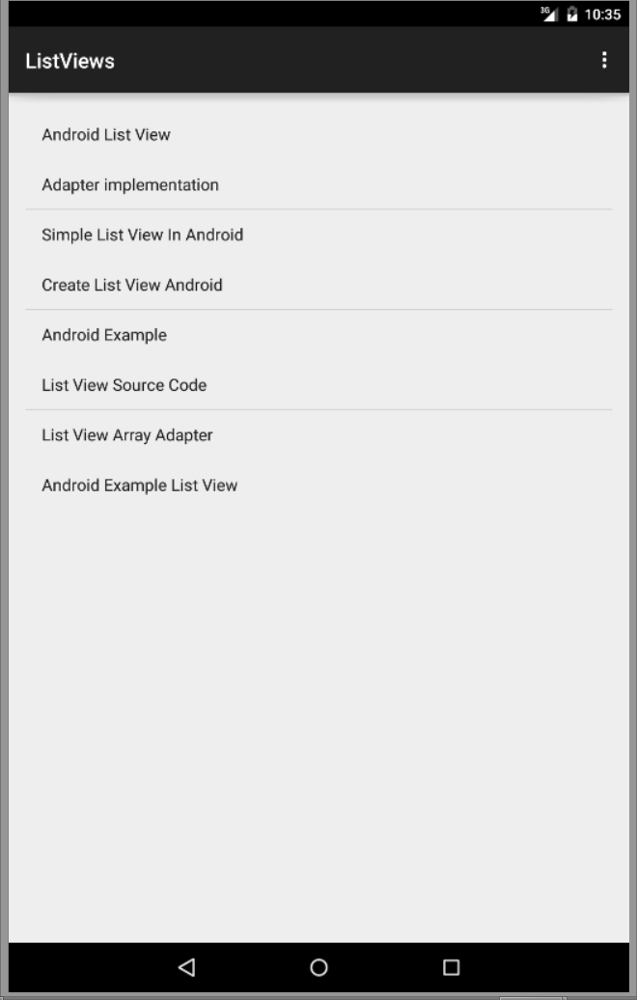 3G 10:35
ListViews
Android List View
Adapter implementation
Simple List View In Android
Create List View Android
Android Example
List View Source Code
List View Array Adapter
Android Example List View